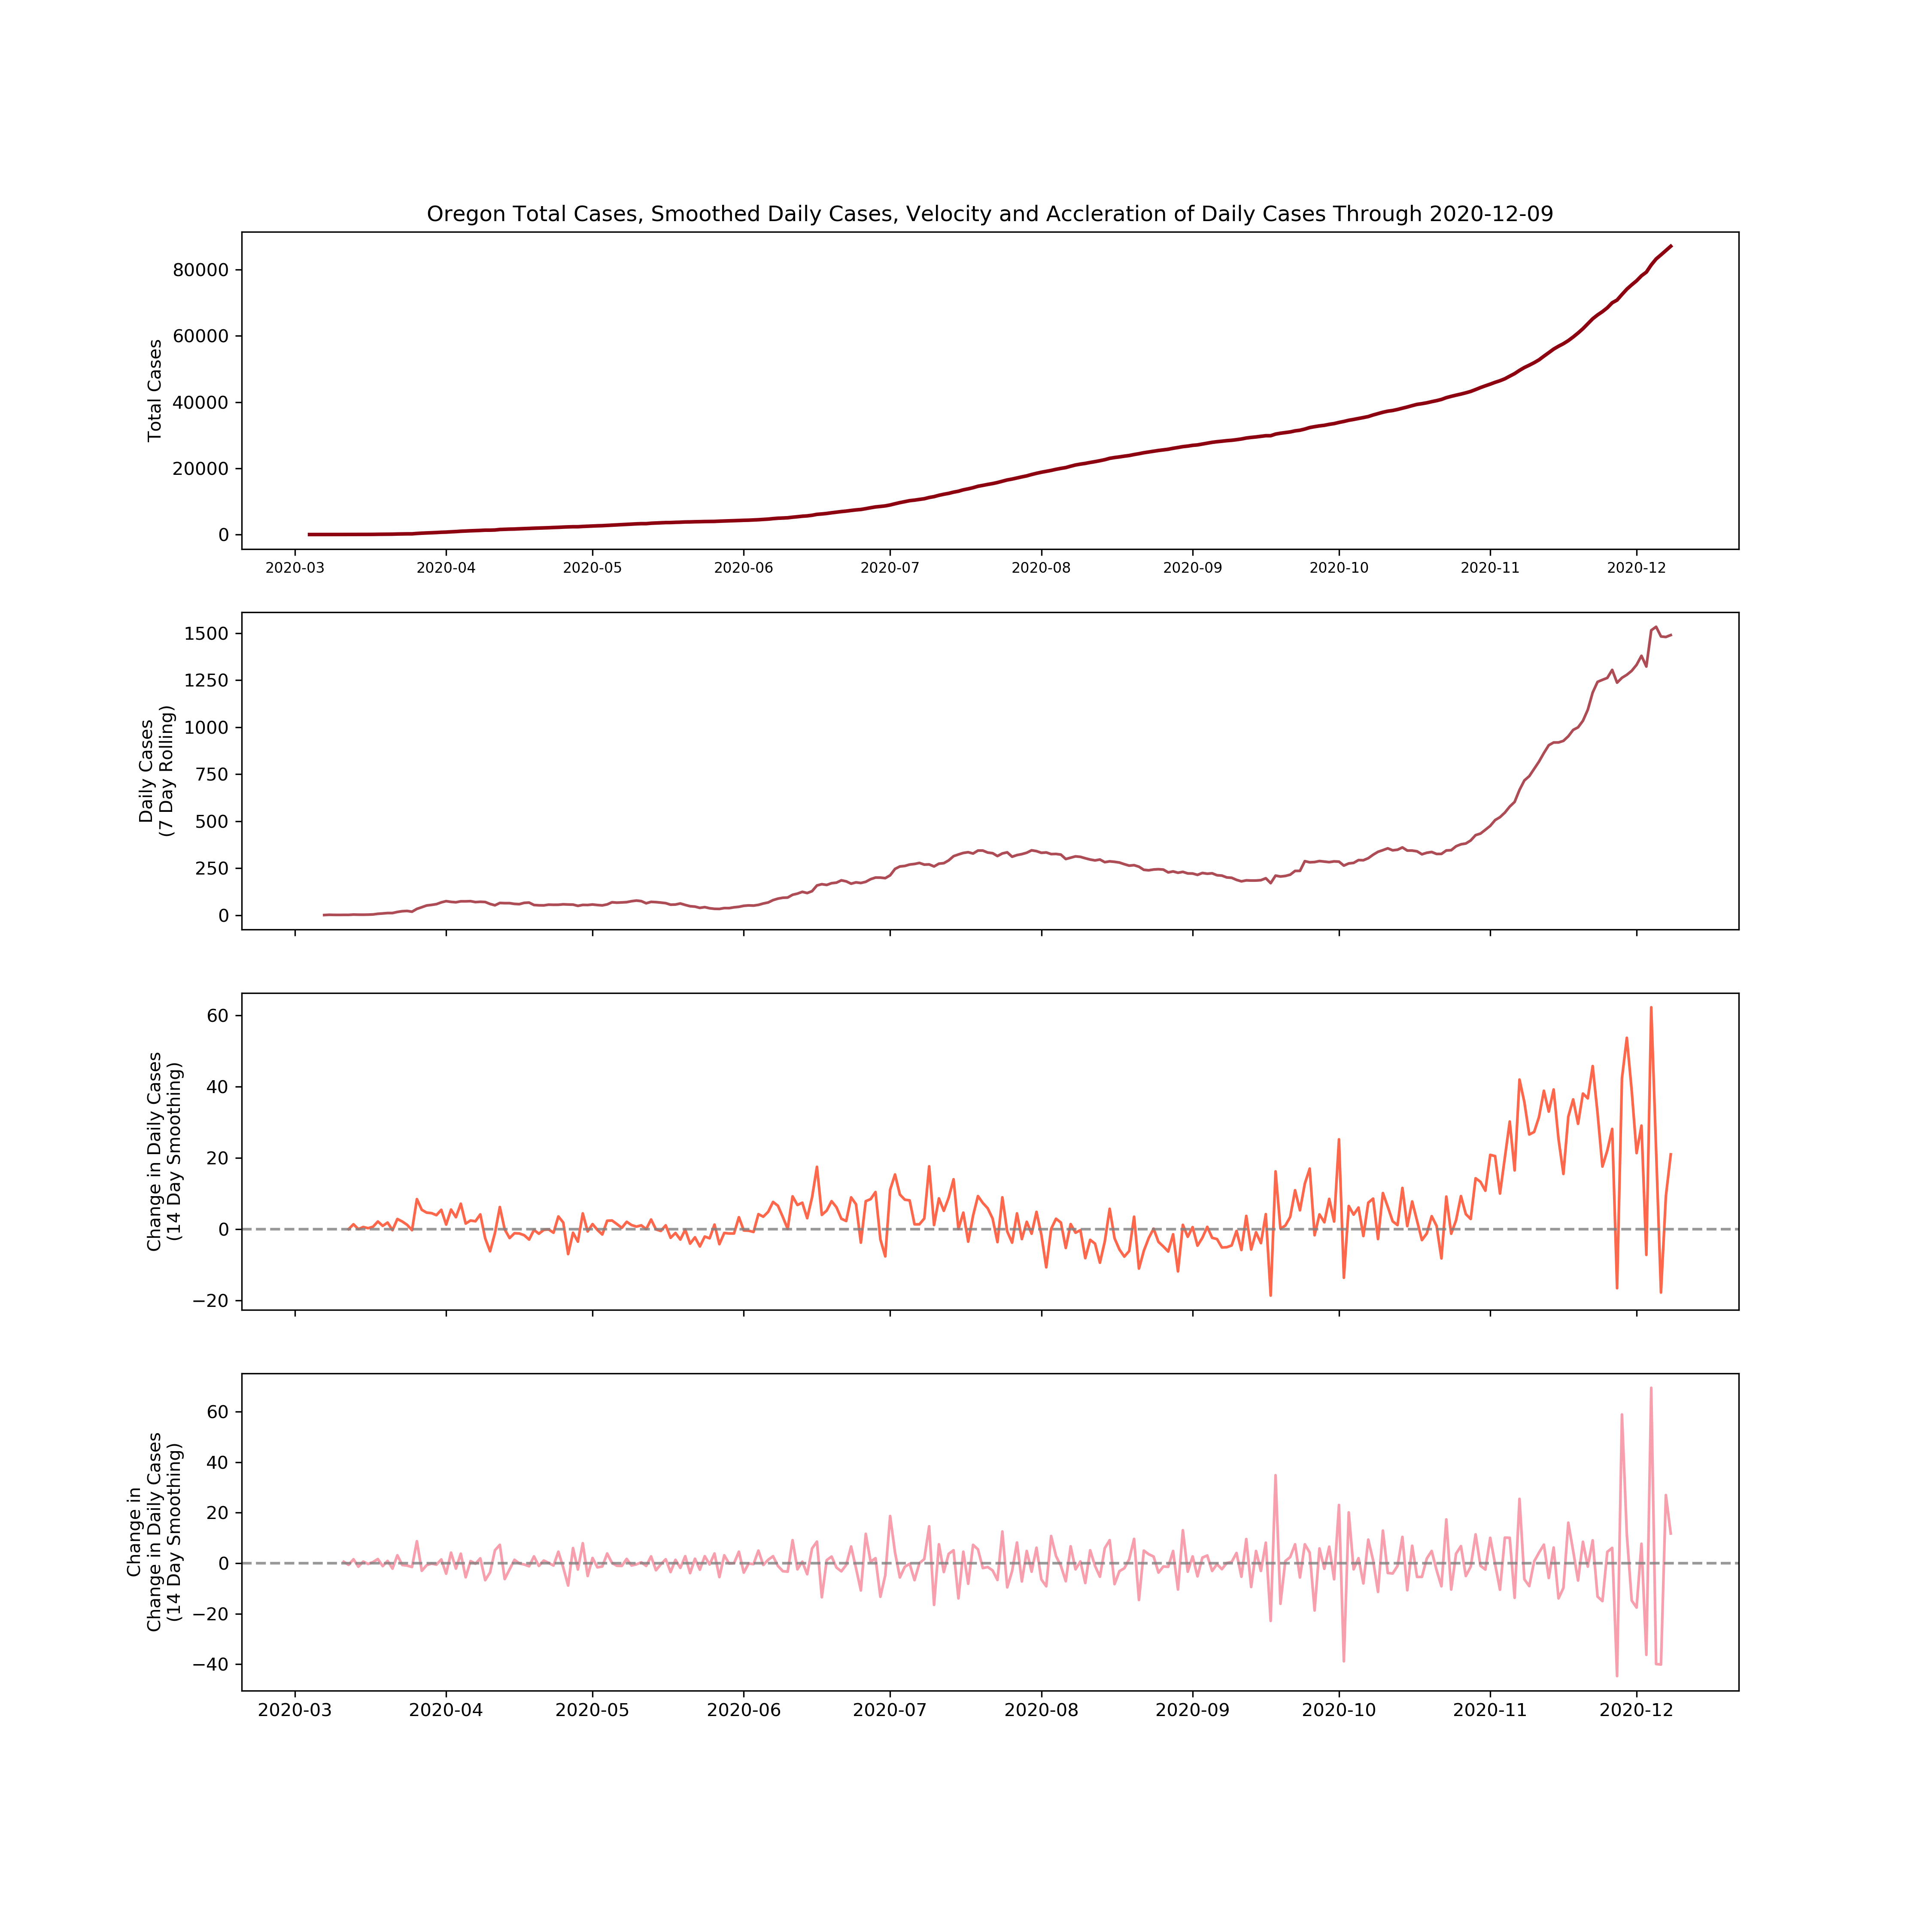 Oregon Total Cases, Smoothed Daily Cases, Velocity and Accleration of Daily Cases Through 2020-12-09
Total Cases
80000
60000
40000
20000
0
2020-03 2020-04 2020-05 2020-06 2020-07 2020-08 2020-09 2020-10 2020-11 2020-12
Daily Cases
(7 Day Rolling)
1500
1250
1000
750
500
250
0
Change in Daily Cases
(14 Day Smoothing)
60
40
20
0
−20
Change in
Change in Daily Cases
(14 Day Smoothing)
60
40
20
0
−20
−40
2020-03 2020-04 2020-05 2020-06 2020-07 2020-08 2020-09 2020-10 2020-11 2020-12